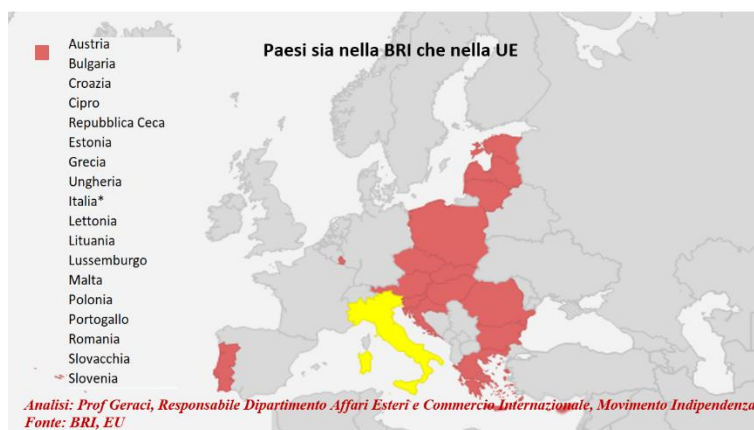 Paesi sia nella BRI che nella UE
Austria
Bulgaria
Croazia
Cipro
Repubblica Ceca
Estonia
Grecia
Ungheria
Italia*
Lettonia
Lituania
Lussemburgo
Malta
Polonia
Portogallo
Romania
Slovacchia
Slovenia
Analisi: Prof Geraci, Responsabile Dipartimento Affari Esteri e Commercio Internazionale, Movimento Indipendenza
Fonte: BRI, EU